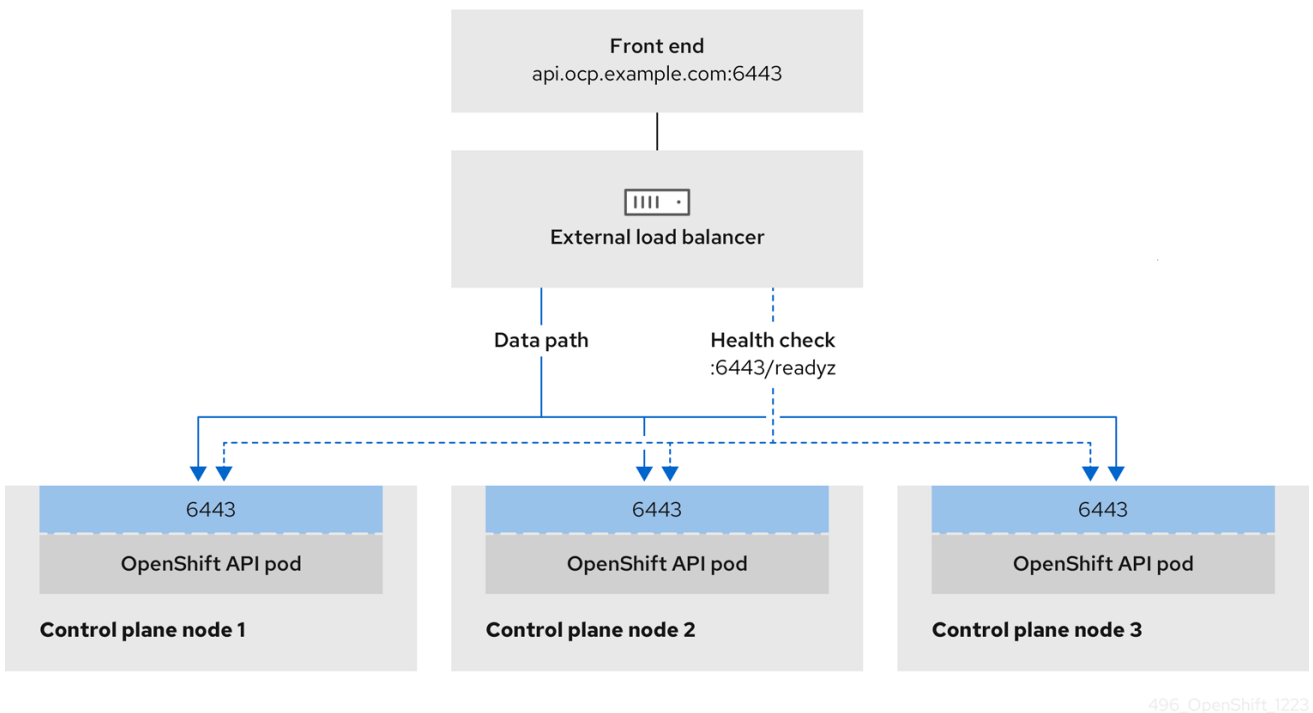 Front end
api.ocp.example.com:6443
External load balancer
Data path
Health check
:6443/readyz
6443
6443
6443
OpenShift API pod
OpenShift API pod
OpenShift API pod
Control plane node 1
Control plane node 2
Control plane node 3
496_OpenShift_1223